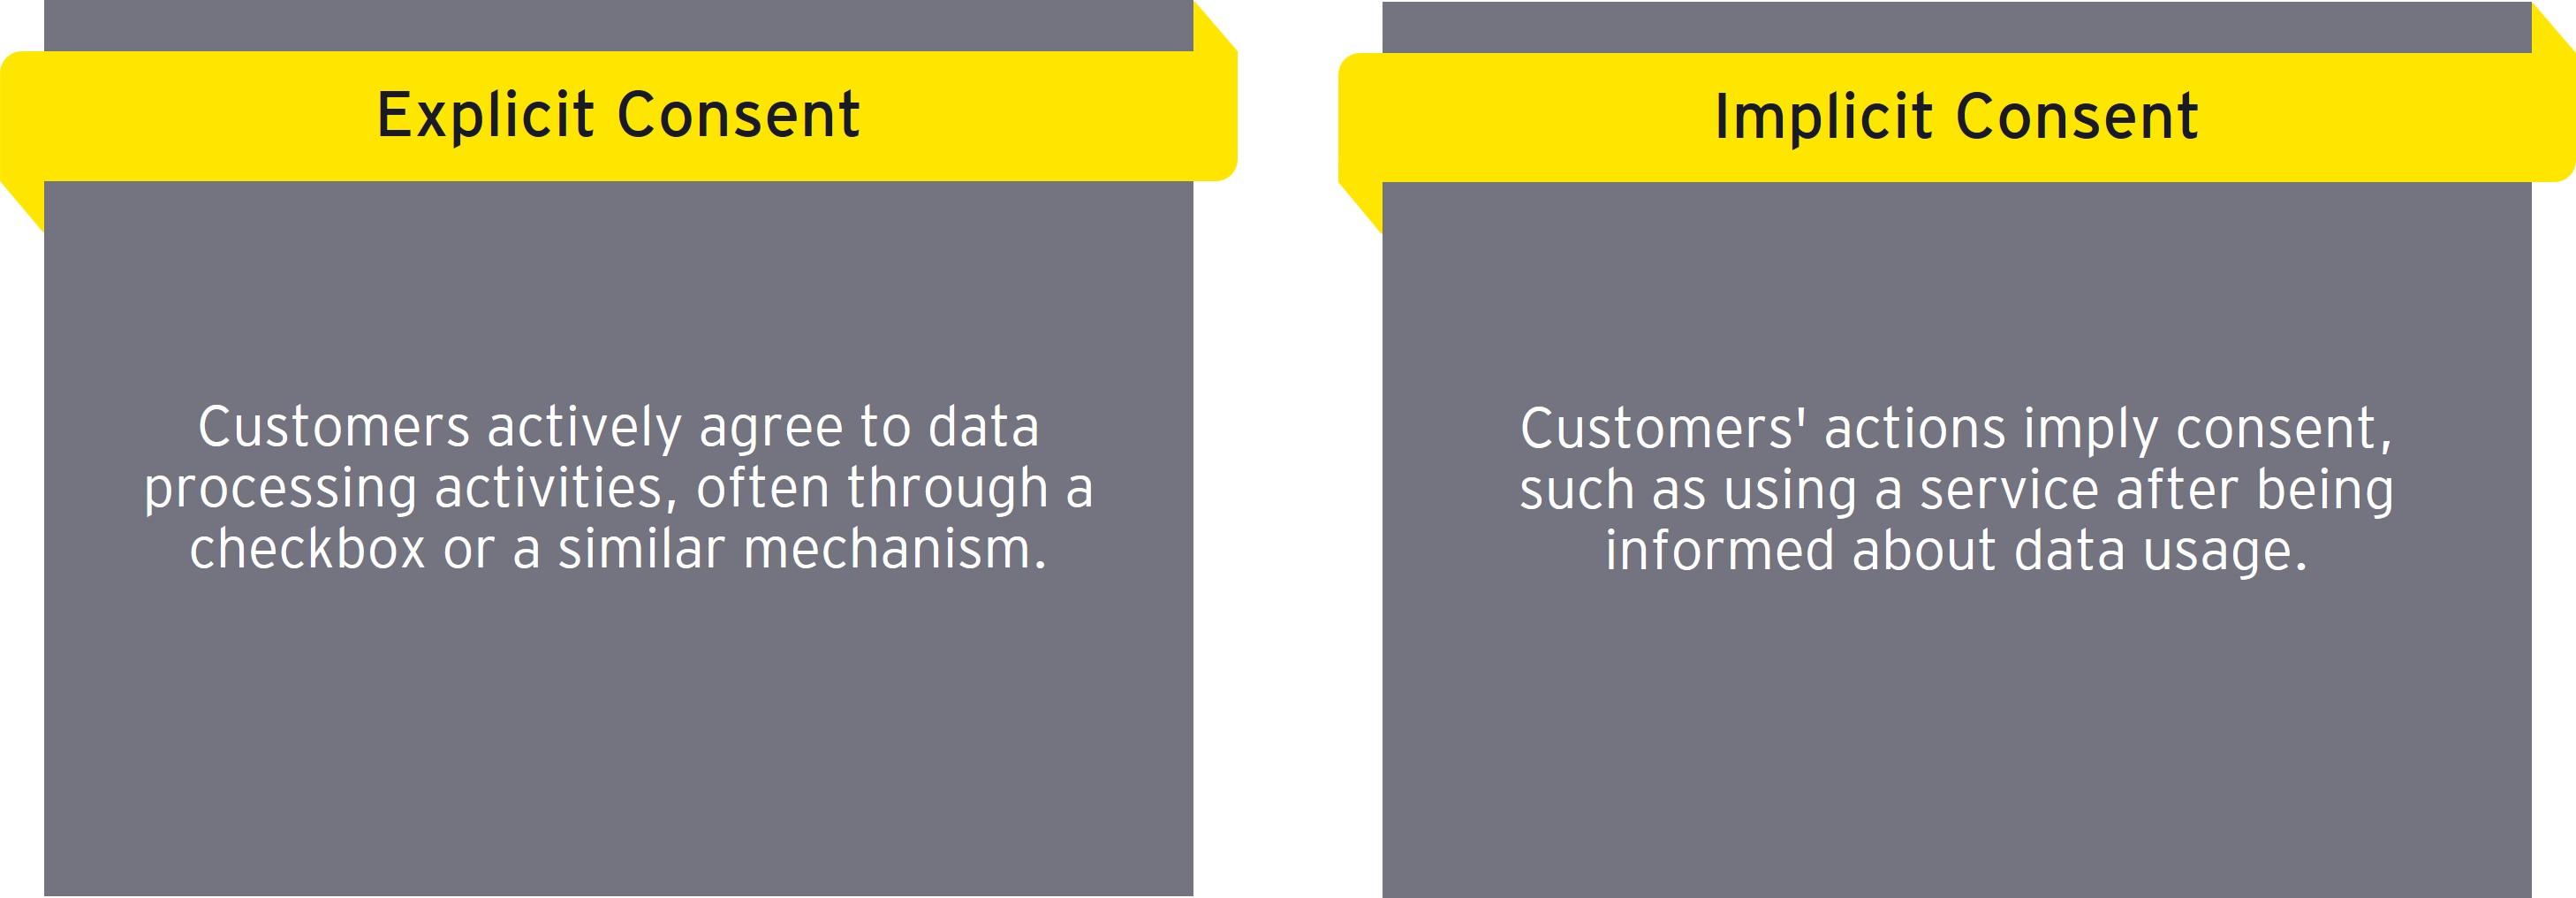 Explicit Consent
Customers actively agree to data
processing activities, often through a
checkbox or a similar mechanism.
Implicit Consent
Customers' actions imply consent,
such as using a service after being
informed about data usage.